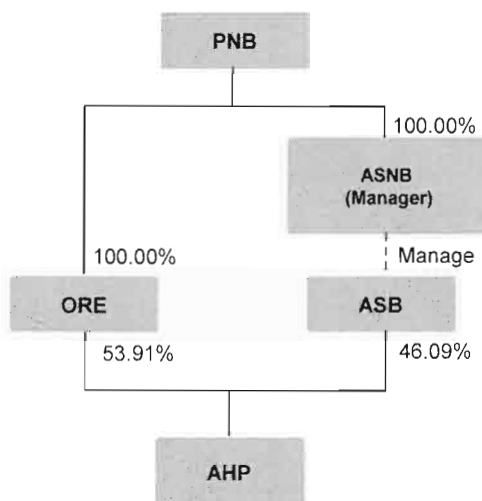 PNB
100.00%
ASNB
(Manager)
100.00%
Manage
ORE
ASB
53.91%
46.09%
AHP